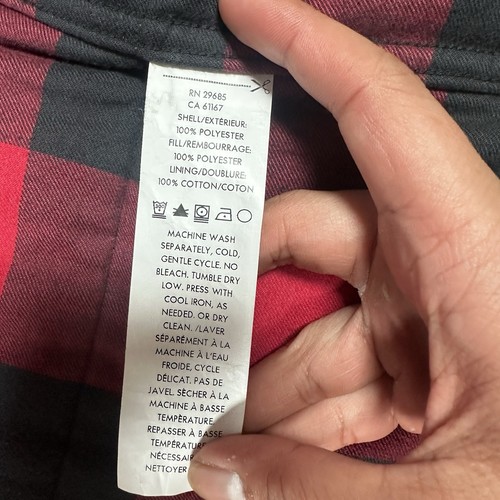 RN 29685
CA 61167
SHELL/EXTÉRIEUR:
100% POLYESTER
FILL/REMBOURRAGE:
100% POLYESTER
LINING/DOUBLURE:
100% COTTON/COTON
MACHINE WASH
SEPARATELY, COLD,
GENTLE CYCLE. NO
BLEACH. TUMBLE DRY
LOW. PRESS WITH
COOL IRON, AS
NEEDED. OR DRY
CLEAN. /LAVER
SÉPARÉMENT À LA
MACHINE À L'EAU
FROIDE, CYCLE
DÉLICAT. PAS DE
JAVEL. SÉCHER À LA
MACHINE À BASSE
TEMPÉRATURE.
REPASSER À BASSE
TEMPÉRATURE
NÉCESSAIR
NETTOYER